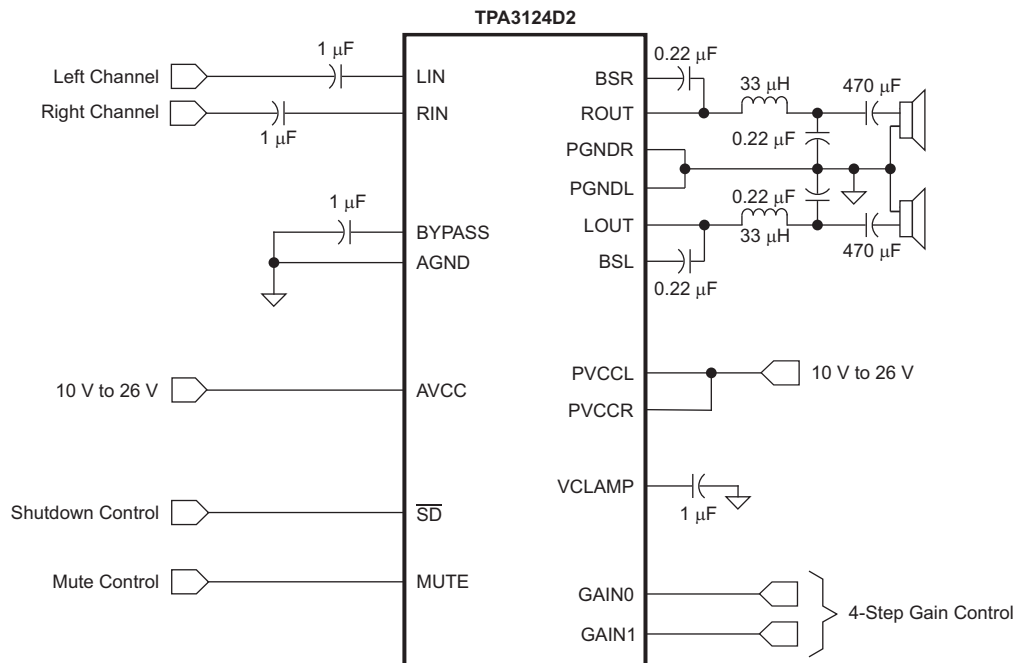 TPA3124D2
1 μF
Left Channel
LIN
Right Channel
RIN
1 μF
1 μF
BYPASS
AGND
10 V to 26 V
AVCC
Shutdown Control
SD
Mute Control
MUTE
0.22 μF
BSR
33 μH
470 μF
ROUT
0.22 μF
PGNDR
PGNDL
0.22 μF
LOUT
33 μH
470 μF
BSL
0.22 μF
PVCCL
10 V to 26 V
PVCCR
VCLAMP
1 μF
GAIN0
4-Step Gain Control
GAIN1